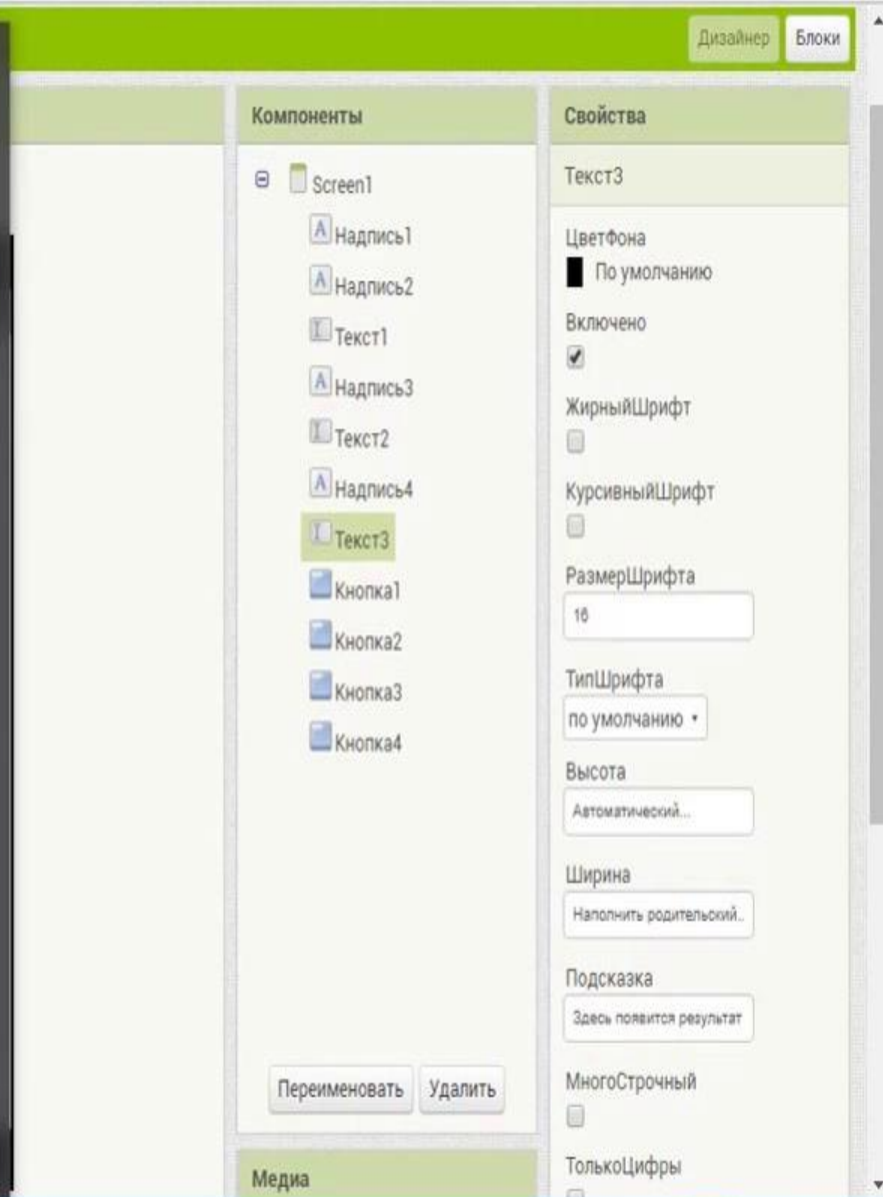 Дизайнер Блоки
Компоненты
Screen1
Надпись1
Надпись2
Текст1
Надпись3
Текст2
Надпись4
Текст3
Кнопка1
Кнопка2
Кнопка3
Кнопка4
Переименовать Удалить
Медиа
Свойства
Текст3
ЦветФона
По умолчанию
Включено
ЖирныйШрифт
КурсивныйШрифт
РазмерШрифта
16
ТипШрифта
по умолчанию
Высота
Автоматический...
Ширина
Наполнить родительский..
Подсказка
Здесь появится результат
МногоСтрочный
ТолькоЦифры